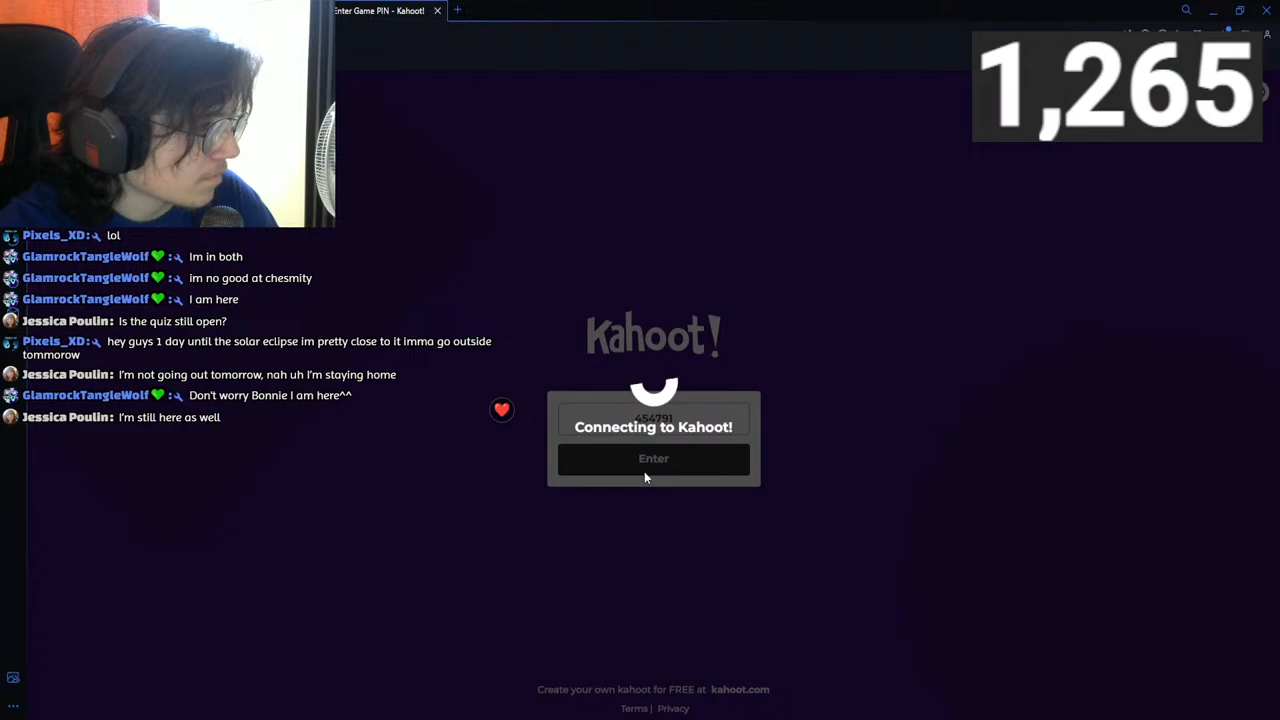 Enter Game PIN - Kahoot!
1,265
Pixels_XD: lol
GlamrockTangleWolf💚: Im in both
GlamrockTangleWolf💚: im no good at chesmity
GlamrockTangleWolf💚: I am here
Jessica Poulin: Is the quiz still open?
Pixels_XD: hey guys 1 day until the solar eclipse im pretty close to it imma go outside
tommorow
Jessica Poulin: I'm not going out tomorrow, nah uh I'm staying home
GlamrockTangleWolf💚: Don't worry Bonnie I am here^^
Jessica Poulin: I'm still here as well
Kahoot!
454791
Connecting to Kahoot!
Enter
Create your own kahoot for FREE at kahoot.com
Terms | Privacy